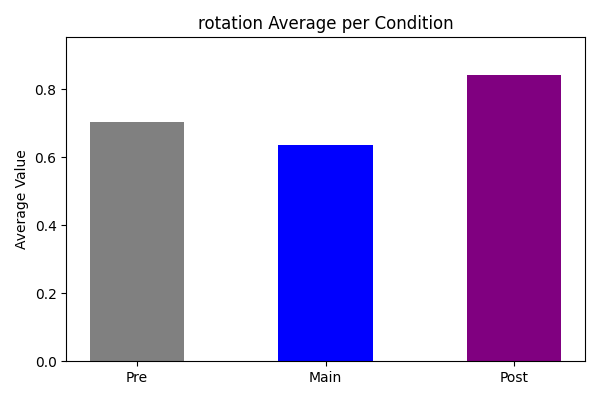 rotation Average per Condition
Average Value
0.8
0.6
0.4
0.2
0.0
Pre
Main
Post